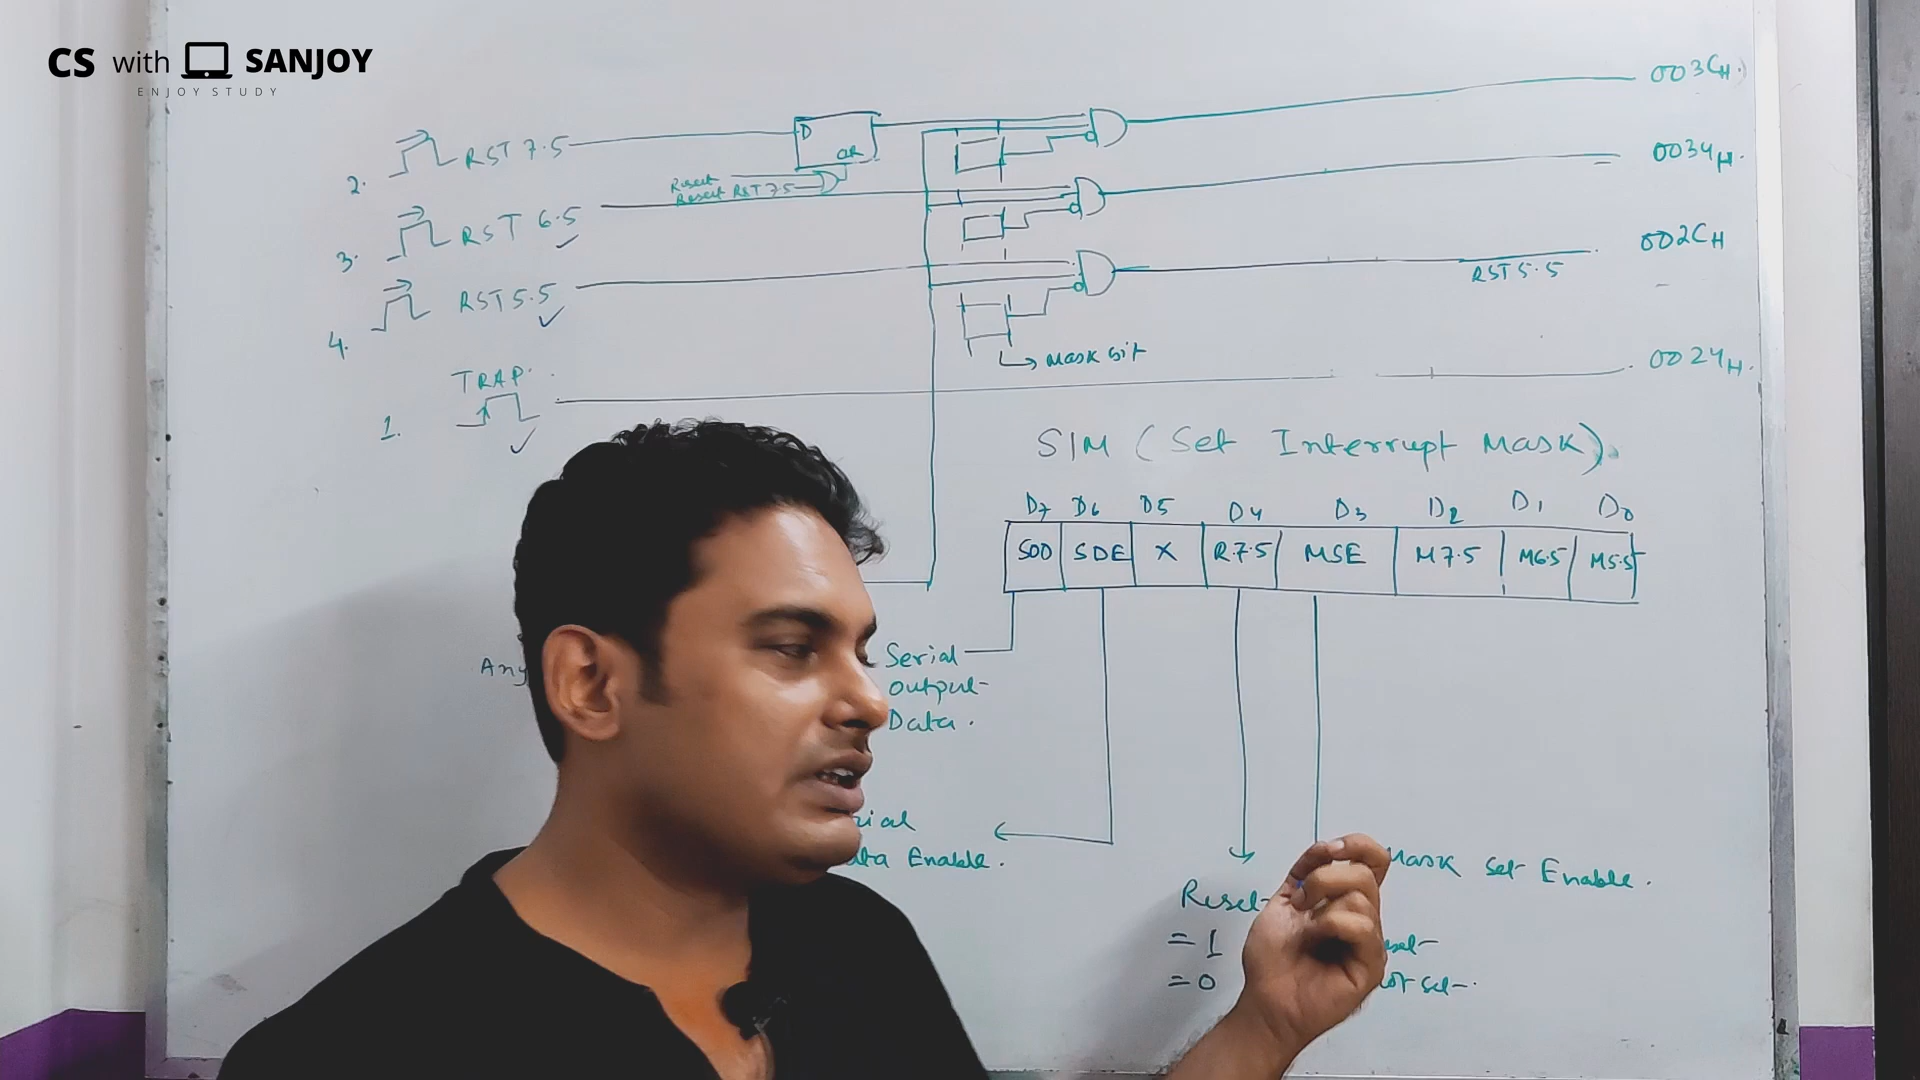 CS with SANJOY
ENJOY STUDY
2. RST 7.5
D
003CH.
Reset
Reset RST 7.5
3. RST 6.5
0034H.
4. RST 5.5
002CH
RST 5.5
Mask bit
1. TRAP
0024H.
SIM (Set Interrupt Mask).
D7 D6 D5 D4 D3 D2 D1 D0
SOD SDE X R7.5 MSE M7.5 M6.5 M5.5
Any
Serial
output
Data.
Data Enable.
Mask Set Enable.
Reset
= 1
= 0